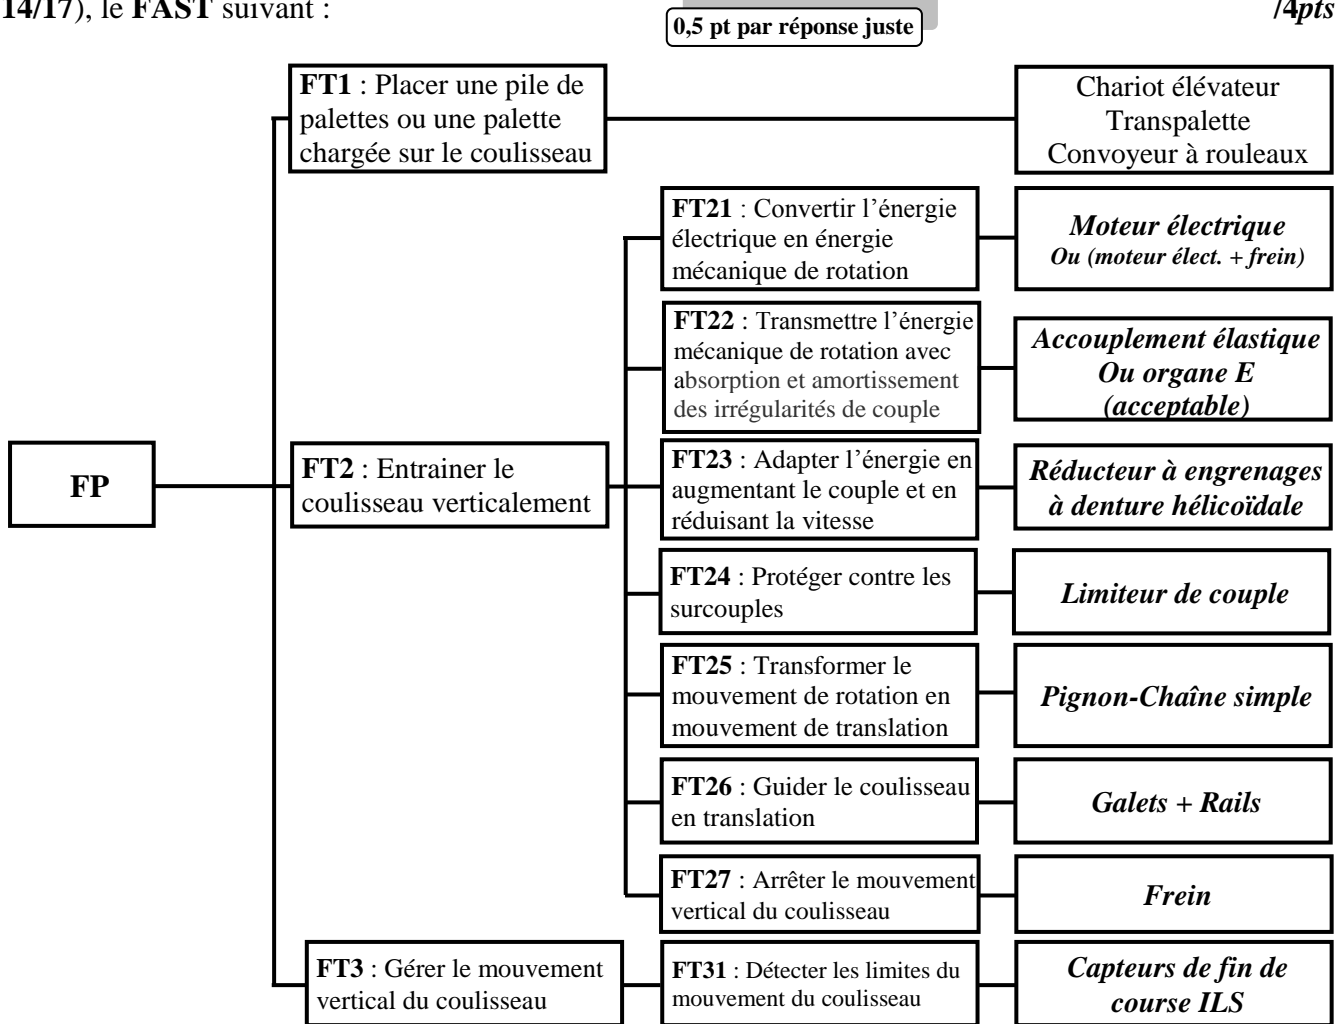 14/17), le FAST suivant :
/4pts
0,5 pt par réponse juste
FT1 : Placer une pile de
palettes ou une palette
chargée sur le coulisseau
Chariot élévateur
Transpalette
Convoyeur à rouleaux
FT21 : Convertir l’énergie
électrique en énergie
mécanique de rotation
Moteur électrique
Ou (moteur élect. + frein)
FT22 : Transmettre l’énergie
mécanique de rotation avec
absorption et amortissement
des irrégularités de couple
Accouplement élastique
Ou organe E
(acceptable)
FP
FT2 : Entrainer le
coulisseau verticalement
FT23 : Adapter l’énergie en
augmentant le couple et en
réduisant la vitesse
Réducteur à engrenages
à denture hélicoïdale
FT24 : Protéger contre les
surcouples
Limiteur de couple
FT25 : Transformer le
mouvement de rotation en
mouvement de translation
Pignon-Chaîne simple
FT26 : Guider le coulisseau
en translation
Galets + Rails
FT27 : Arrêter le mouvement
vertical du coulisseau
Frein
FT3 : Gérer le mouvement
vertical du coulisseau
FT31 : Détecter les limites du
mouvement du coulisseau
Capteurs de fin de
course ILS